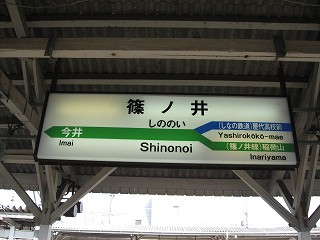 篠ノ井
しののい
Shinonoi
今井
Imai
(しなの鉄道)屋代高校前
Yashirokōkō-mae
(篠ノ井線)稲荷山
Inariyama